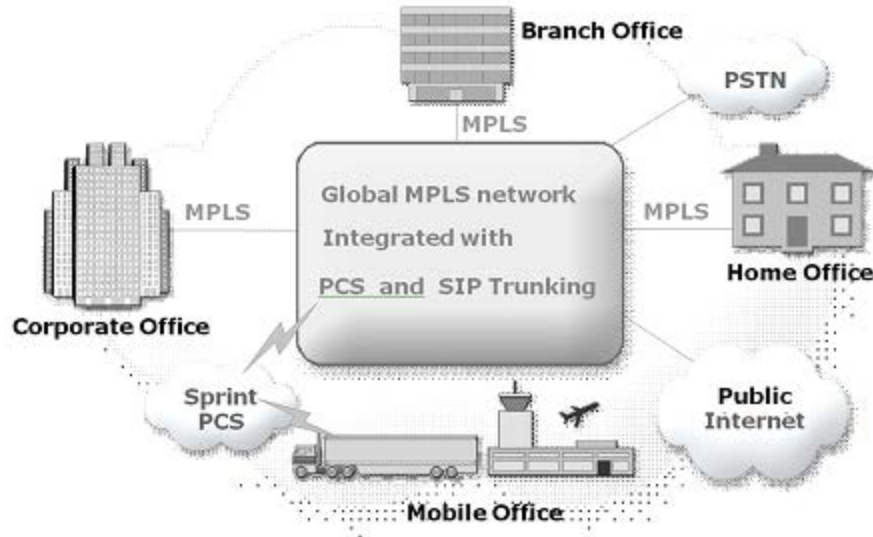 Branch Office
PSTN
MPLS
Global MPLS network
Integrated with
PCS and SIP Trunking
MPLS
MPLS
Home Office
Corporate Office
Sprint
PCS
Public
Internet
Mobile Office